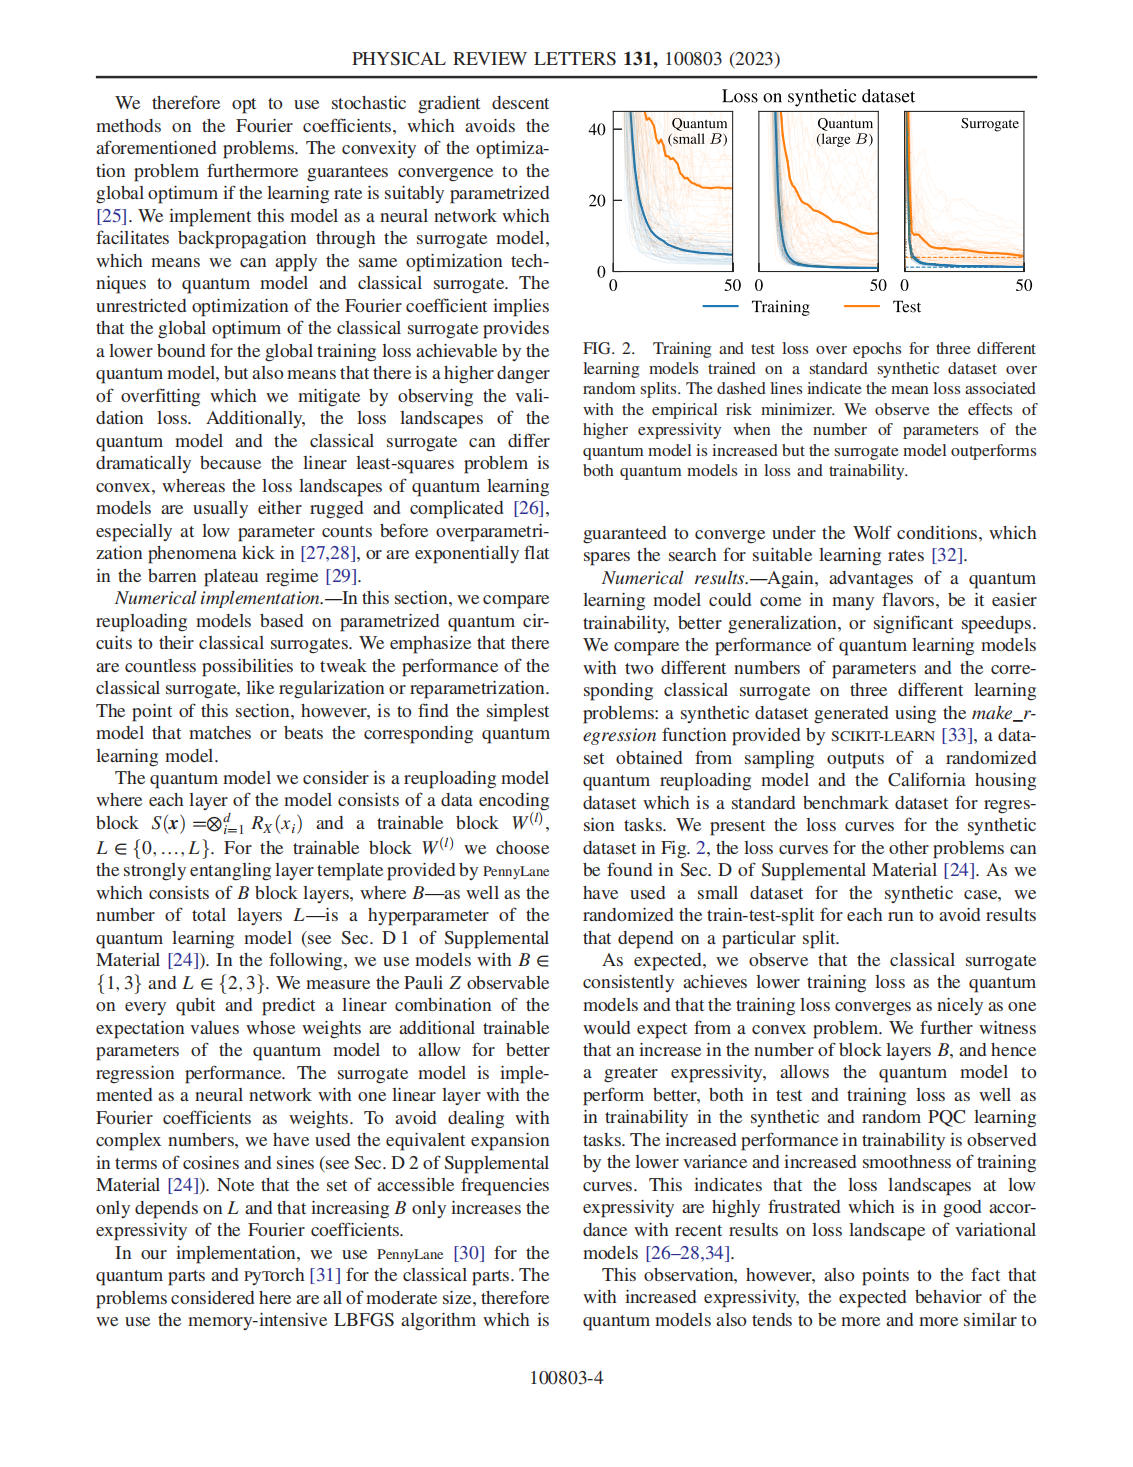 PHYSICAL REVIEW LETTERS 131, 100803 (2023)
We therefore opt to use stochastic gradient descent
methods on the Fourier coefficients, which avoids the
aforementioned problems. The convexity of the optimiza-
tion problem furthermore guarantees convergence to the
global optimum if the learning rate is suitably parametrized
[25]. We implement this model as a neural network which
facilitates backpropagation through the surrogate model,
which means we can apply the same optimization tech-
niques to quantum model and classical surrogate. The
unrestricted optimization of the Fourier coefficient implies
that the global optimum of the classical surrogate provides
a lower bound for the global training loss achievable by the
quantum model, but also means that there is a higher danger
of overfitting which we mitigate by observing the vali-
dation loss. Additionally, the loss landscapes of the
quantum model and the classical surrogate can differ
dramatically because the linear least-squares problem is
convex, whereas the loss landscapes of quantum learning
models are usually either rugged and complicated [26],
especially at low parameter counts before overparametri-
zation phenomena kick in [27,28], or are exponentially flat
in the barren plateau regime [29].
Numerical implementation.—In this section, we compare
reuploading models based on parametrized quantum cir-
cuits to their classical surrogates. We emphasize that there
are countless possibilities to tweak the performance of the
classical surrogate, like regularization or reparametrization.
The point of this section, however, is to find the simplest
model that matches or beats the corresponding quantum
learning model.
The quantum model we consider is a reuploading model
where each layer of the model consists of a data encoding
block S(x) =⊗_{i=1}^{d} R_X(x_i) and a trainable block W^{(l)},
L ∈ {0, …, L}. For the trainable block W^{(l)} we choose
the strongly entangling layer template provided by PennyLane
which consists of B block layers, where B—as well as the
number of total layers L—is a hyperparameter of the
quantum learning model (see Sec. D 1 of Supplemental
Material [24]). In the following, we use models with B ∈
{1, 3} and L ∈ {2, 3}. We measure the Pauli Z observable
on every qubit and predict a linear combination of the
expectation values whose weights are additional trainable
parameters of the quantum model to allow for better
regression performance. The surrogate model is imple-
mented as a neural network with one linear layer with the
Fourier coefficients as weights. To avoid dealing with
complex numbers, we have used the equivalent expansion
in terms of cosines and sines (see Sec. D 2 of Supplemental
Material [24]). Note that the set of accessible frequencies
only depends on L and that increasing B only increases the
expressivity of the Fourier coefficients.
In our implementation, we use PennyLane [30] for the
quantum parts and PyTorch [31] for the classical parts. The
problems considered here are all of moderate size, therefore
we use the memory-intensive LBFGS algorithm which is
Loss on synthetic dataset
Quantum
(small B)
Quantum
(large B)
Surrogate
40
20
0
0 50 0 50 0 50
Training Test
FIG. 2. Training and test loss over epochs for three different
learning models trained on a standard synthetic dataset over
random splits. The dashed lines indicate the mean loss associated
with the empirical risk minimizer. We observe the effects of
higher expressivity when the number of parameters of the
quantum model is increased but the surrogate model outperforms
both quantum models in loss and trainability.
guaranteed to converge under the Wolf conditions, which
spares the search for suitable learning rates [32].
Numerical results.—Again, advantages of a quantum
learning model could come in many flavors, be it easier
trainability, better generalization, or significant speedups.
We compare the performance of quantum learning models
with two different numbers of parameters and the corre-
sponding classical surrogate on three different learning
problems: a synthetic dataset generated using the make_r-
egression function provided by SCIKIT-LEARN [33], a data-
set obtained from sampling outputs of a randomized
quantum reuploading model and the California housing
dataset which is a standard benchmark dataset for regres-
sion tasks. We present the loss curves for the synthetic
dataset in Fig. 2, the loss curves for the other problems can
be found in Sec. D of Supplemental Material [24]. As we
have used a small dataset for the synthetic case, we
randomized the train-test-split for each run to avoid results
that depend on a particular split.
As expected, we observe that the classical surrogate
consistently achieves lower training loss as the quantum
models and that the training loss converges as nicely as one
would expect from a convex problem. We further witness
that an increase in the number of block layers B, and hence
a greater expressivity, allows the quantum model to
perform better, both in test and training loss as well as
in trainability in the synthetic and random PQC learning
tasks. The increased performance in trainability is observed
by the lower variance and increased smoothness of training
curves. This indicates that the loss landscapes at low
expressivity are highly frustrated which is in good accor-
dance with recent results on loss landscape of variational
models [26–28,34].
This observation, however, also points to the fact that
with increased expressivity, the expected behavior of the
quantum models also tends to be more and more similar to
100803-4